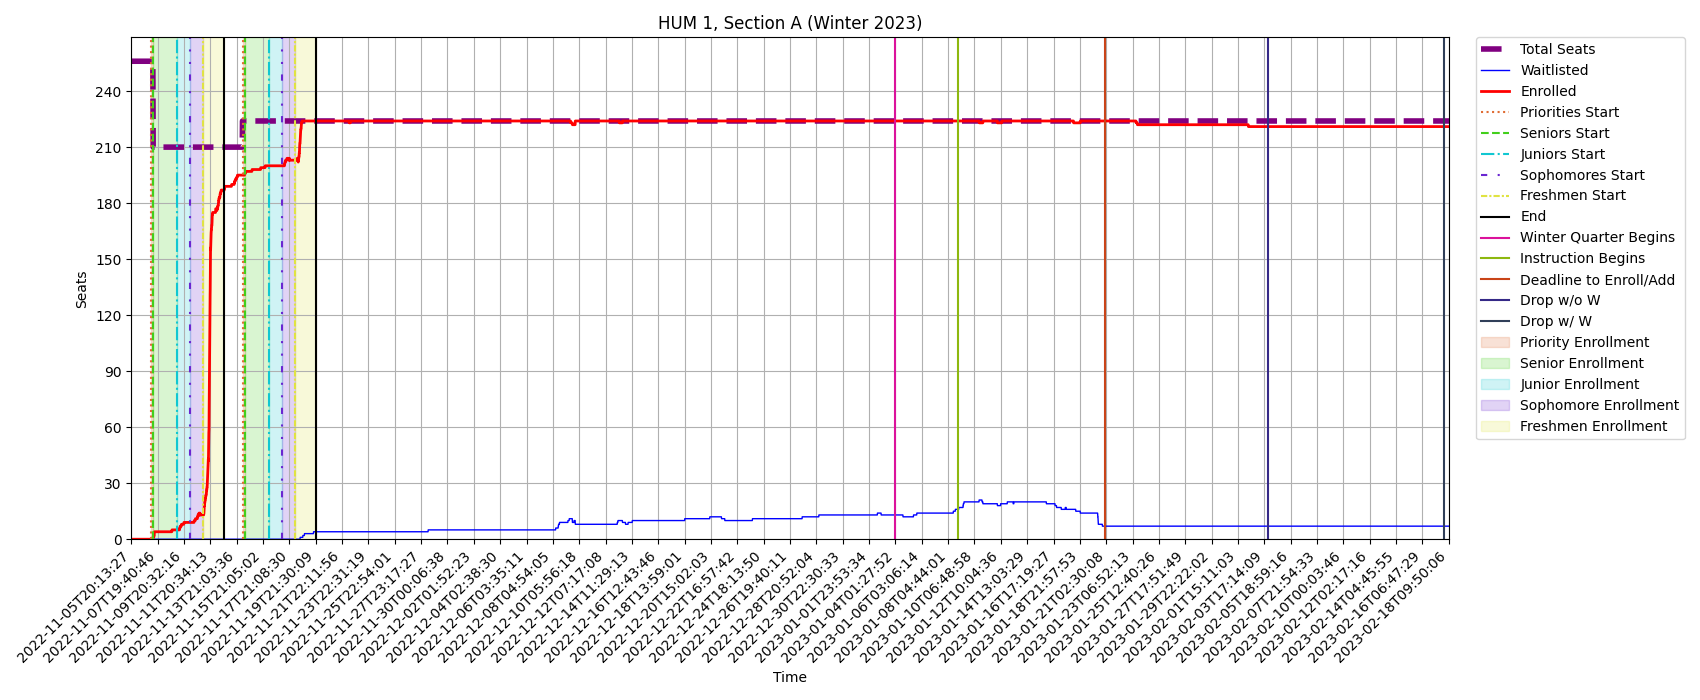 HUM 1, Section A (Winter 2023)
Seats
240
210
180
150
120
90
60
30
0
2022-11-05T20:13:27
2022-11-07T19:40:46
2022-11-09T20:32:16
2022-11-11T20:34:13
2022-11-13T21:03:36
2022-11-15T21:05:02
2022-11-17T21:08:30
2022-11-19T21:30:09
2022-11-21T22:11:56
2022-11-23T22:31:19
2022-11-25T22:54:01
2022-11-27T23:17:27
2022-11-30T00:06:38
2022-12-02T01:52:23
2022-12-04T02:38:30
2022-12-06T03:35:11
2022-12-08T04:54:05
2022-12-10T05:56:18
2022-12-12T07:17:08
2022-12-14T11:29:13
2022-12-16T12:43:46
2022-12-18T13:59:01
2022-12-20T15:02:03
2022-12-22T16:57:42
2022-12-24T18:13:50
2022-12-26T19:40:11
2022-12-28T20:52:04
2022-12-30T22:30:33
2023-01-01T23:53:34
2023-01-04T01:27:52
2023-01-06T03:06:14
2023-01-08T04:44:01
2023-01-10T06:48:58
2023-01-12T10:04:36
2023-01-14T13:03:29
2023-01-16T17:19:27
2023-01-18T21:57:53
2023-01-21T02:30:08
2023-01-23T06:52:13
2023-01-25T12:40:26
2023-01-27T17:51:49
2023-01-29T22:22:02
2023-02-01T15:11:03
2023-02-03T17:14:09
2023-02-05T18:59:16
2023-02-07T21:54:33
2023-02-10T00:03:46
2023-02-12T02:17:16
2023-02-14T04:45:55
2023-02-16T06:47:29
2023-02-18T09:50:06
Time
Total Seats
Waitlisted
Enrolled
Priorities Start
Seniors Start
Juniors Start
Sophomores Start
Freshmen Start
End
Winter Quarter Begins
Instruction Begins
Deadline to Enroll/Add
Drop w/o W
Drop w/ W
Priority Enrollment
Senior Enrollment
Junior Enrollment
Sophomore Enrollment
Freshmen Enrollment